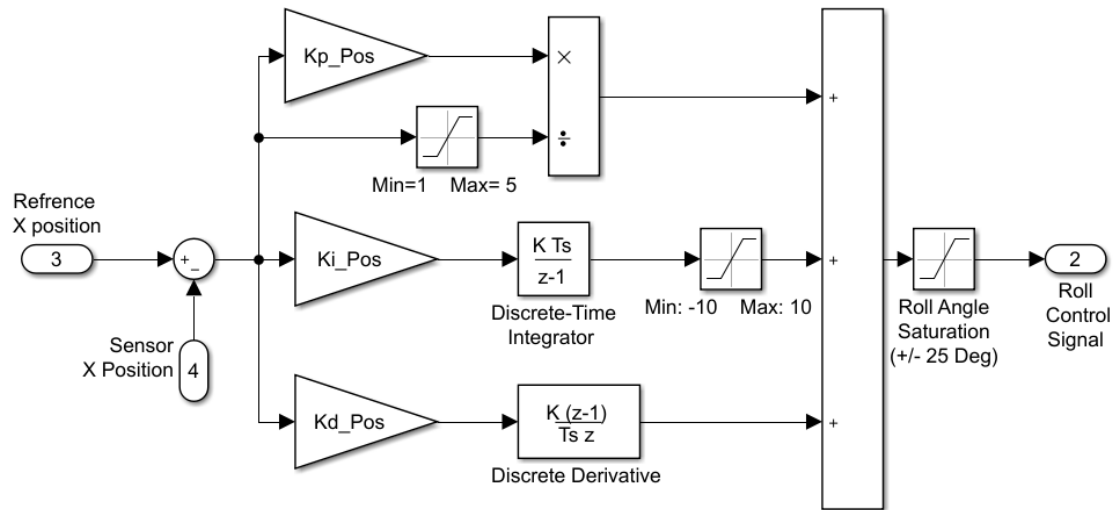 Kp_Pos
×
÷
Min=1 Max= 5
Refrence
X position
3
+
-
Sensor
X Position
4
Ki_Pos
K Ts
z-1
Discrete-Time
Integrator
Min: -10 Max: 10
Kd_Pos
K (z-1)
Ts z
Discrete Derivative
+
+
+
Roll Angle
Saturation
(+/- 25 Deg)
2
Roll
Control
Signal